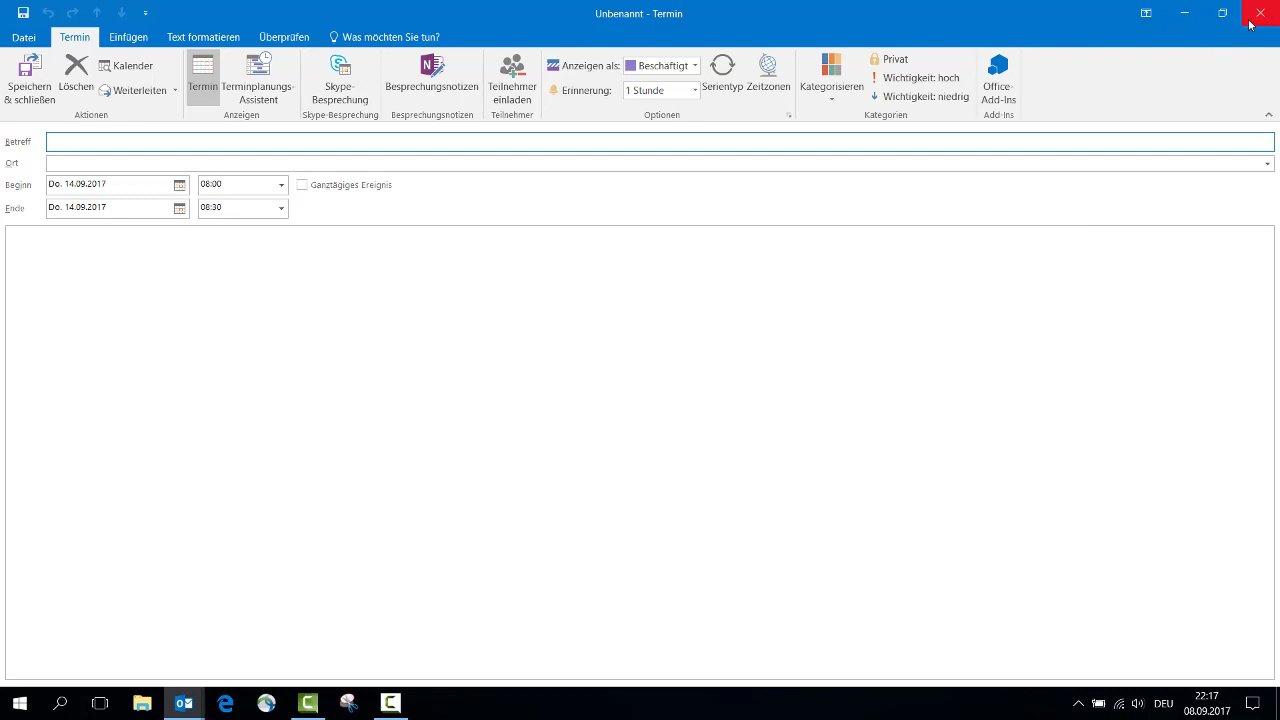 Unbenannt - Termin
Datei Termin Einfügen Text formatieren Überprüfen Was möchten Sie tun?
Speichern & schließen
Löschen
Kalender
Weiterleiten
Aktionen
Termin
Terminplanungs-Assistent
Anzeigen
Skype-Besprechung
Skype-Besprechung
Besprechungsnotizen
Besprechungsnotizen
Teilnehmer einladen
Teilnehmer
Anzeigen als: Beschäftigt
Erinnerung: 1 Stunde
Serientyp
Zeitzonen
Optionen
Kategorisieren
Privat
Wichtigkeit: hoch
Wichtigkeit: niedrig
Kategorien
Office-Add-Ins
Add-Ins
Betreff
Ort
Beginn Do. 14.09.2017 08:00 Ganztägiges Ereignis
Ende Do. 14.09.2017 08:30
DEU
22:17
08.09.2017